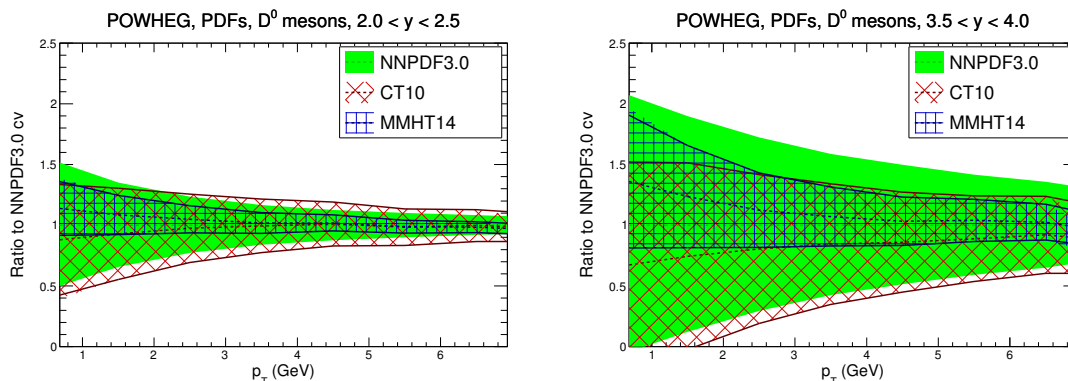 POWHEG, PDFs, D⁰ mesons, 2.0 < y < 2.5
Ratio to NNPDF3.0 cv
2.5
2
1.5
1
0.5
0
NNPDF3.0
CT10
MMHT14
1 2 3 4 5 6
p_T (GeV)
POWHEG, PDFs, D⁰ mesons, 3.5 < y < 4.0
Ratio to NNPDF3.0 cv
2.5
2
1.5
1
0.5
0
NNPDF3.0
CT10
MMHT14
1 2 3 4 5 6
p_T (GeV)